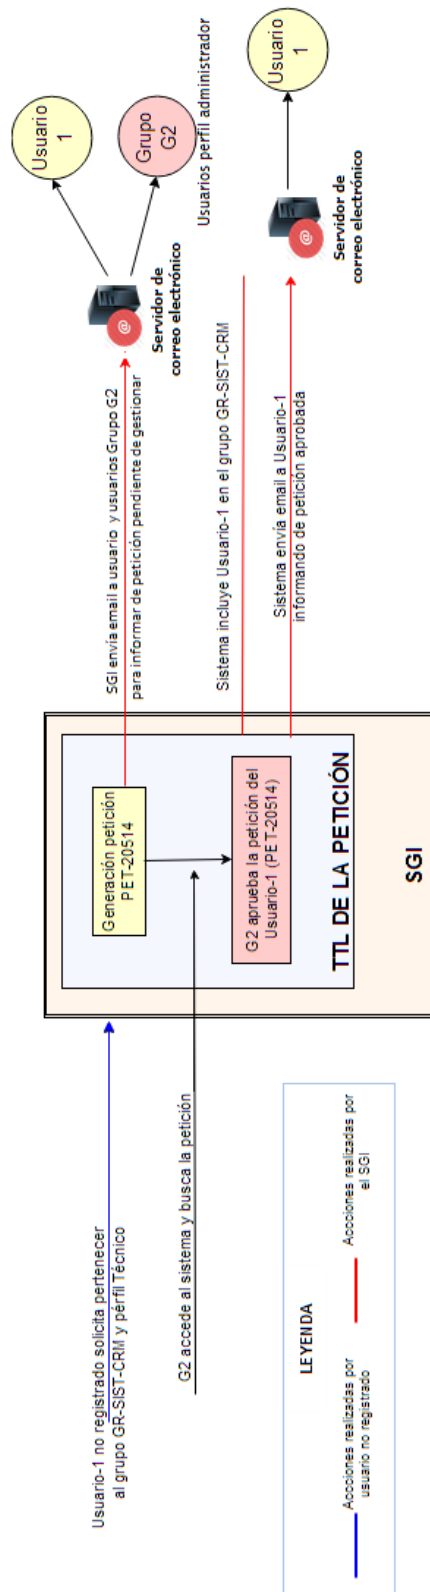 Usuario-1 no registrado solicita pertenecer
al grupo GR-SIST-CRM y pérfil Técnico
G2 accede al sistema y busca la petición
LEYENDA
Accciones realizadas por
usuario no registrado
Accciones realizadas por
el SGI
Generación petición
PET-20514
G2 aprueba la petición del
Usuario-1 (PET-20514)
TTL DE LA PETICIÓN
SGI
SGI envía email a usuario y usuarios Grupo G2
para informar de petición pendiente de gestionar
Sistema incluye Usuario-1 en el grupo GR-SIST-CRM
Sistema envía email a Usuario-1
informando de petición aprobada
@
Servidor de
correo electrónico
Usuario
1
Grupo
G2
Usuarios perfil administrador
@
Servidor de
correo electrónico
Usuario
1